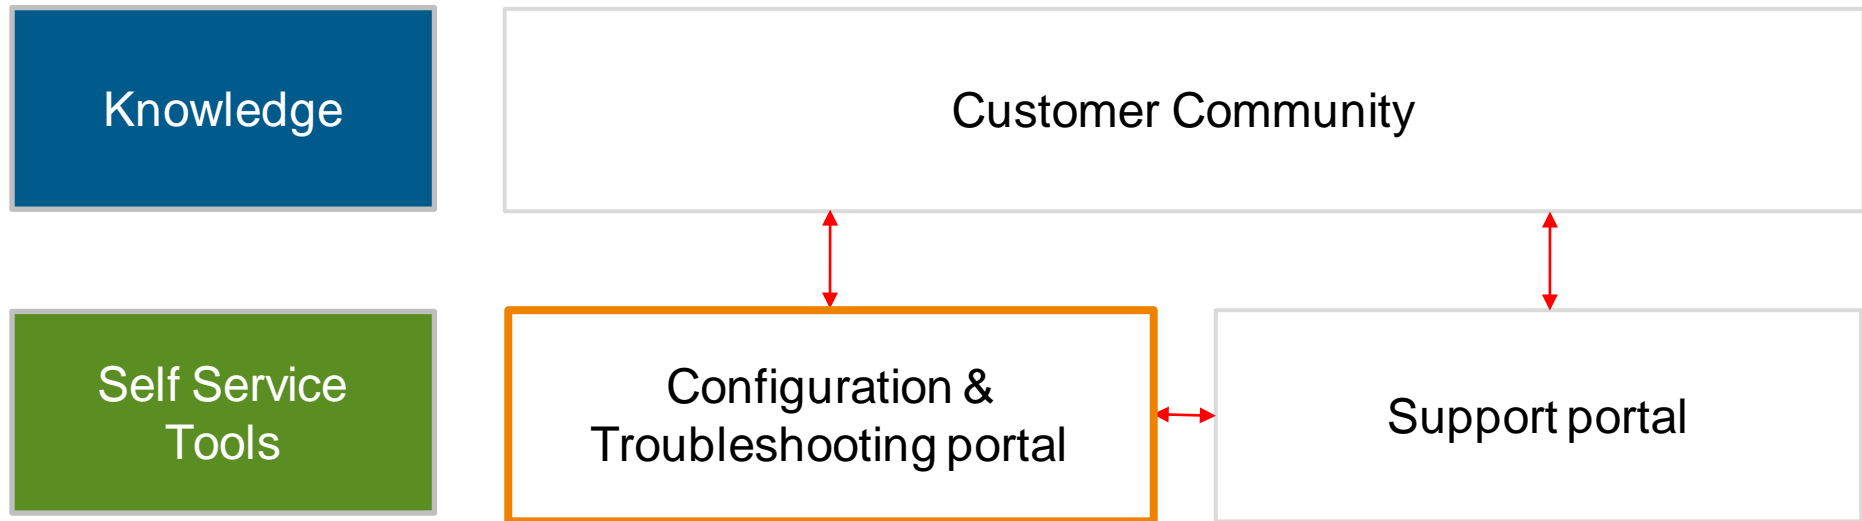 Knowledge
Customer Community
Self Service
Tools
Configuration &
Troubleshooting portal
Support portal